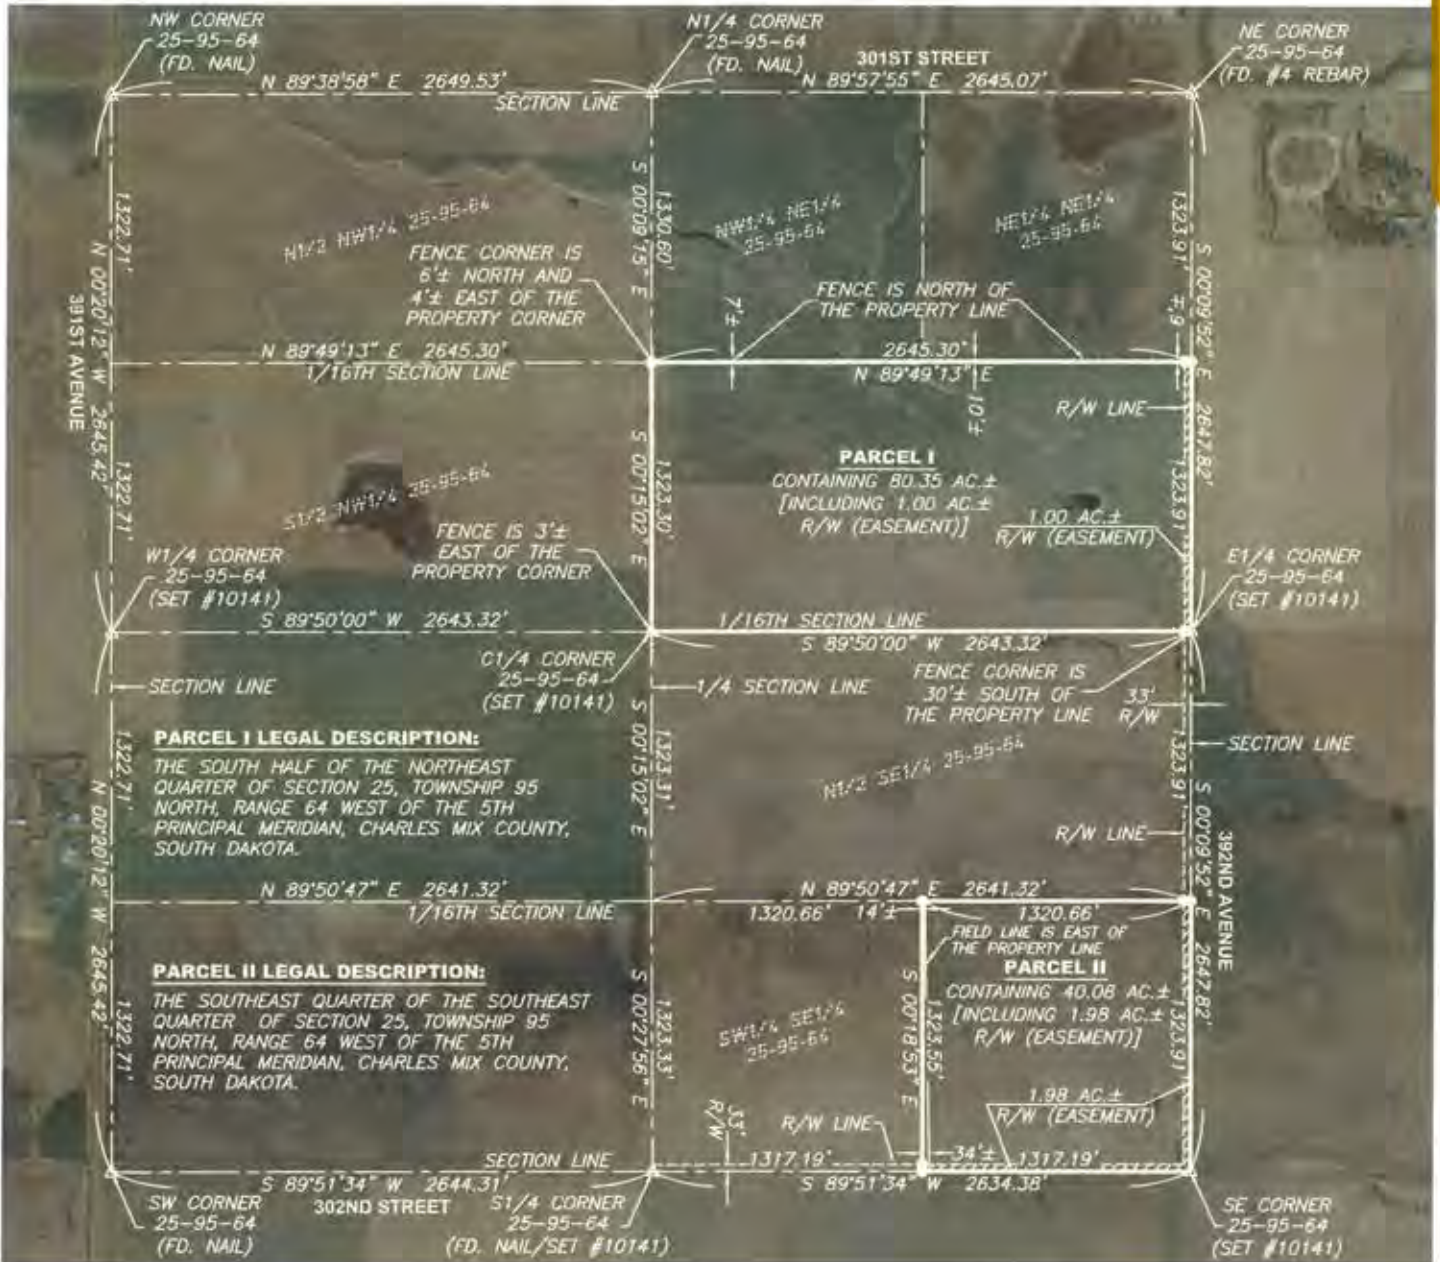 NW CORNER
25-95-64
(FD. NAIL)
N1/4 CORNER
25-95-64
(FD. NAIL)
301ST STREET
NE CORNER
25-95-64
(FD. #4 REBAR)
N 89°38'58" E 2649.53'
SECTION LINE
N 89°57'55" E 2645.07'
1322.71'
N 00°20'12" W 2645.42'
391ST AVENUE
N1/2 NW1/4 25-95-64
S 00°09'15" E
1330.60'
NW1/4 NE1/4
25-95-64
NE1/4 NE1/4
25-95-64
1323.91'
S 00°09'52" E 2647.82'
FENCE CORNER IS
6'± NORTH AND
4'± EAST OF THE
PROPERTY CORNER
FENCE IS NORTH OF
THE PROPERTY LINE
7'±
9'±
10'±
N 89°49'13" E 2645.30'
1/16TH SECTION LINE
2645.30'
N 89°49'13" E
R/W LINE
PARCEL I
CONTAINING 80.35 AC.±
[INCLUDING 1.00 AC.±
R/W (EASEMENT)]
1.00 AC.±
R/W (EASEMENT)
1323.91'
1322.71'
S1/2 NW1/4 25-95-64
S 00°15'02" E
1323.30'
FENCE IS 3'±
EAST OF THE
PROPERTY CORNER
W1/4 CORNER
25-95-64
(SET #10141)
E1/4 CORNER
25-95-64
(SET #10141)
S 89°50'00" W 2643.32'
1/16TH SECTION LINE
S 89°50'00" W 2643.32'
C1/4 CORNER
25-95-64
(SET #10141)
SECTION LINE
1/4 SECTION LINE
FENCE CORNER IS
30'± SOUTH OF
THE PROPERTY LINE
33'
R/W
SECTION LINE
PARCEL I LEGAL DESCRIPTION:
THE SOUTH HALF OF THE NORTHEAST
QUARTER OF SECTION 25, TOWNSHIP 95
NORTH, RANGE 64 WEST OF THE 5TH
PRINCIPAL MERIDIAN, CHARLES MIX COUNTY,
SOUTH DAKOTA.
1322.71'
N 00°20'12" W 2645.42'
S 00°15'02" E
1323.31'
N1/2 SE1/4 25-95-64
1323.91'
R/W LINE
S 00°09'52" E 2647.82'
392ND AVENUE
N 89°50'47" E 2641.32'
1/16TH SECTION LINE
N 89°50'47" E 2641.32'
1320.66' 14'± 1320.66'
FIELD LINE IS EAST OF
THE PROPERTY LINE
PARCEL II
CONTAINING 40.06 AC.±
[INCLUDING 1.98 AC.±
R/W (EASEMENT)]
1323.91'
PARCEL II LEGAL DESCRIPTION:
THE SOUTHEAST QUARTER OF THE SOUTHEAST
QUARTER OF SECTION 25, TOWNSHIP 95
NORTH, RANGE 64 WEST OF THE 5TH
PRINCIPAL MERIDIAN, CHARLES MIX COUNTY,
SOUTH DAKOTA.
1322.71'
S 00°27'56" E
1323.33'
SW1/4 SE1/4
25-95-64
S 00°18'53" E
1323.55'
1.98 AC.±
R/W (EASEMENT)
33'
R/W
R/W LINE
SECTION LINE
1317.19' 34'± 1317.19'
S 89°51'34" W 2644.31'
S 89°51'34" W 2634.38'
302ND STREET
SW CORNER
25-95-64
(FD. NAIL)
S1/4 CORNER
25-95-64
(FD. NAIL/SET #10141)
SE CORNER
25-95-64
(SET #10141)